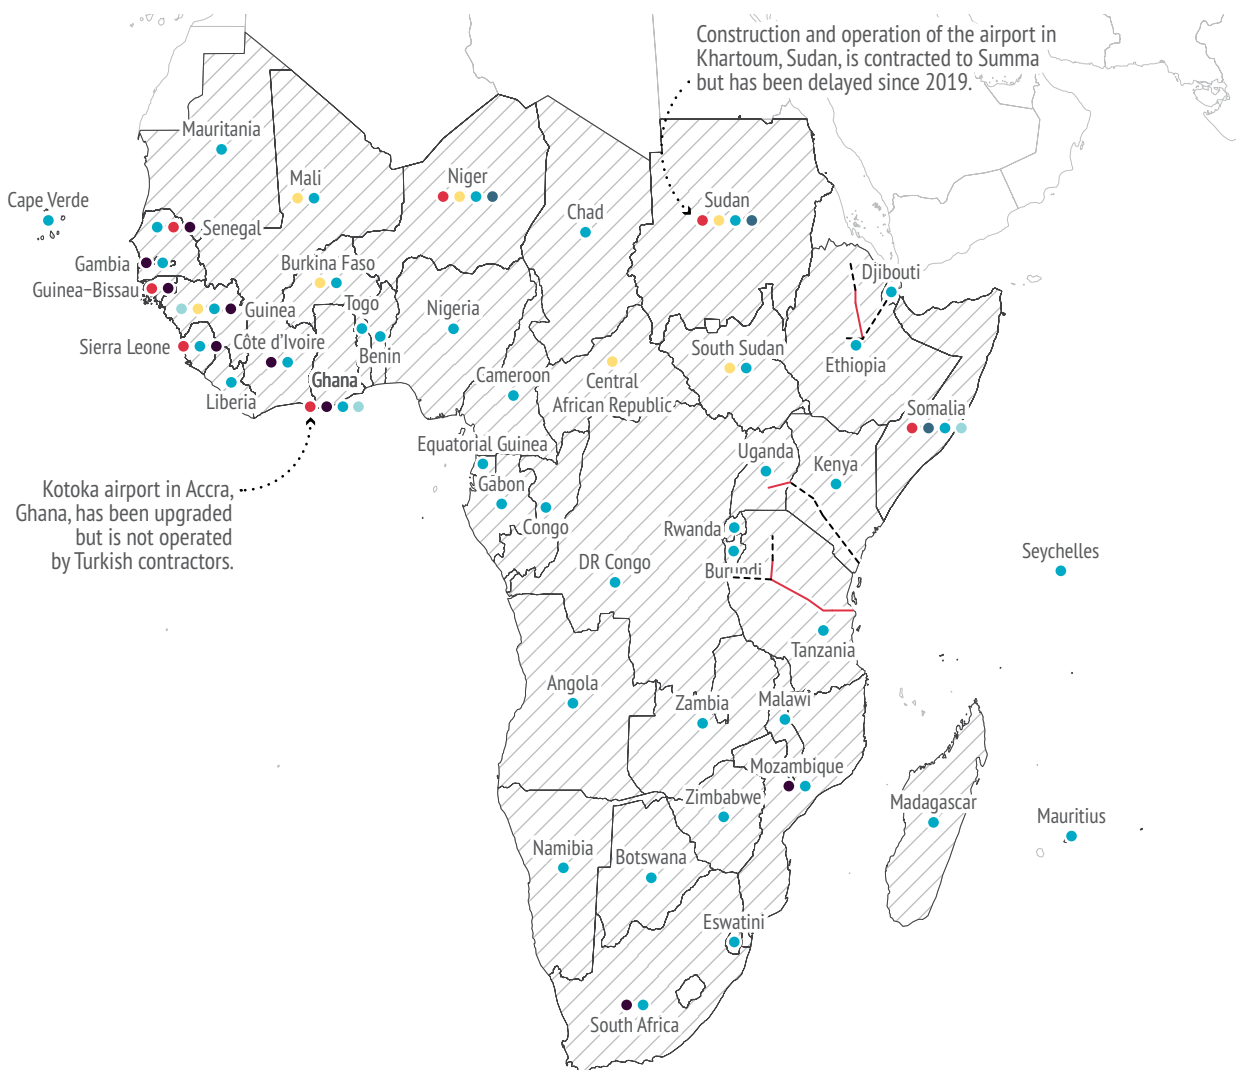 Construction and operation of the airport in
Khartoum, Sudan, is contracted to Summa
but has been delayed since 2019.
Mauritania
Mali
Niger
Cape Verde
Chad
Sudan
Senegal
Gambia
Burkina Faso
Djibouti
Guinea–Bissau
Guinea
Togo
Nigeria
Sierra Leone
Côte d'Ivoire
Benin
South Sudan
Ethiopia
Ghana
Cameroon
Central
African Republic
Liberia
Somalia
Equatorial Guinea
Uganda
Kenya
Gabon
Kotoka airport in Accra,
Ghana, has been upgraded
but is not operated
by Turkish contractors.
Congo
Rwanda
Seychelles
DR Congo
Burundi
Tanzania
Angola
Zambia
Malawi
Mozambique
Zimbabwe
Madagascar
Mauritius
Namibia
Botswana
Eswatini
South Africa